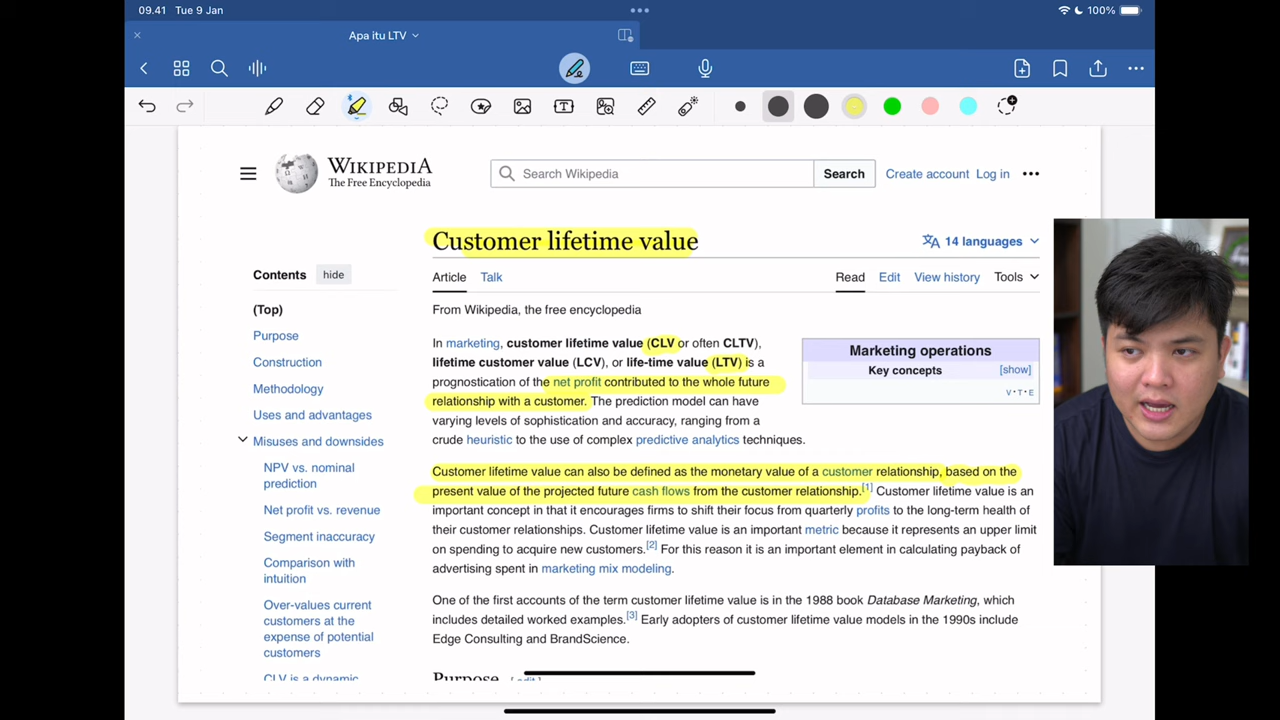 09.41 Tue 9 Jan
100%
Apa itu LTV
WIKIPEDIA
The Free Encyclopedia
Search Wikipedia
Search
Create account Log in
Customer lifetime value
14 languages
Contents hide
Article Talk
Read Edit View history Tools
(Top)
Purpose
Construction
Methodology
Uses and advantages
Misuses and downsides
NPV vs. nominal
prediction
Net profit vs. revenue
Segment inaccuracy
Comparison with
intuition
Over-values current
customers at the
expense of potential
customers
CLV is a dynamic
From Wikipedia, the free encyclopedia
In marketing, customer lifetime value (CLV or often CLTV),
lifetime customer value (LCV), or life-time value (LTV) is a
prognostication of the net profit contributed to the whole future
relationship with a customer. The prediction model can have
varying levels of sophistication and accuracy, ranging from a
crude heuristic to the use of complex predictive analytics techniques.
Marketing operations
Key concepts [show]
V·T·E
Customer lifetime value can also be defined as the monetary value of a customer relationship, based on the
present value of the projected future cash flows from the customer relationship.[1] Customer lifetime value is an
important concept in that it encourages firms to shift their focus from quarterly profits to the long-term health of
their customer relationships. Customer lifetime value is an important metric because it represents an upper limit
on spending to acquire new customers.[2] For this reason it is an important element in calculating payback of
advertising spent in marketing mix modeling.
One of the first accounts of the term customer lifetime value is in the 1988 book Database Marketing, which
includes detailed worked examples.[3] Early adopters of customer lifetime value models in the 1990s include
Edge Consulting and BrandScience.
Purpose [edit]